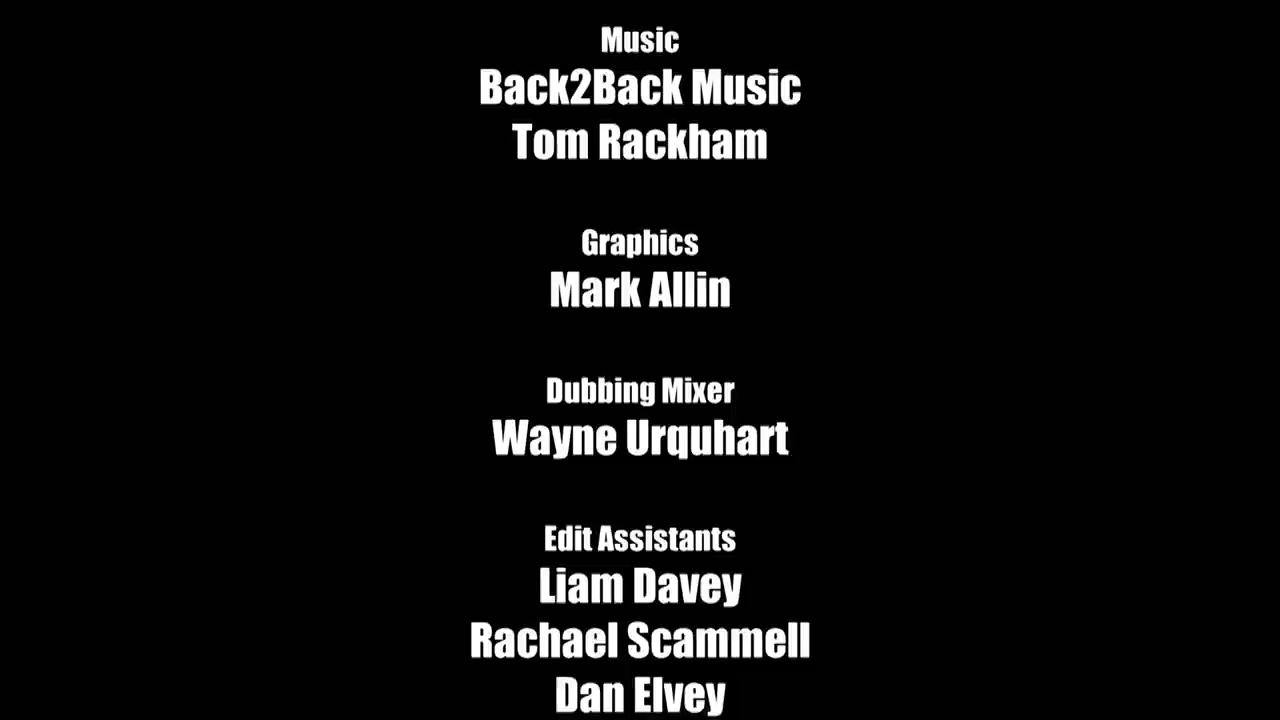 Music
Back2Back Music
Tom Rackham
Graphics
Mark Allin
Dubbing Mixer
Wayne Urquhart
Edit Assistants
Liam Davey
Rachael Scammell
Dan Elvey